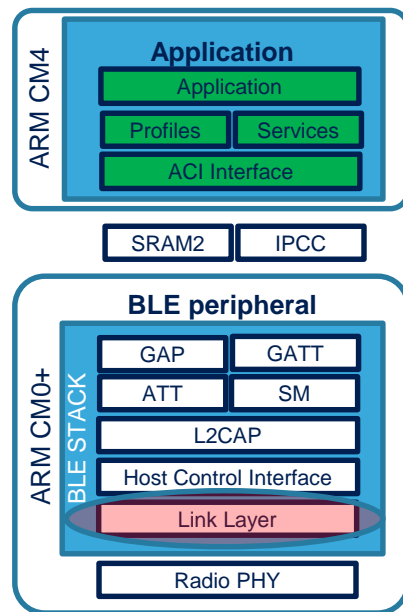 ARM CM4
Application
Application
Profiles Services
ACI Interface
SRAM2 IPCC
ARM CM0+
BLE peripheral
BLE STACK
GAP GATT
ATT SM
L2CAP
Host Control Interface
Link Layer
Radio PHY